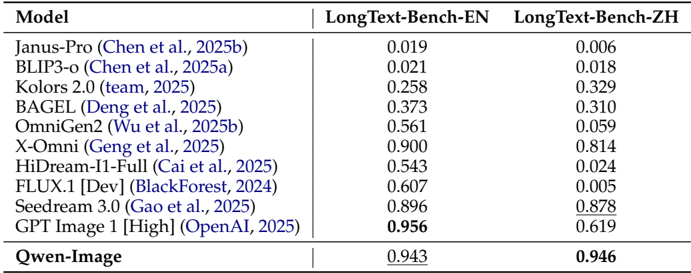 Model LongText-Bench-EN LongText-Bench-ZH
Janus-Pro (Chen et al., 2025b) 0.019 0.006
BLIP3-o (Chen et al., 2025a) 0.021 0.018
Kolors 2.0 (team, 2025) 0.258 0.329
BAGEL (Deng et al., 2025) 0.373 0.310
OmniGen2 (Wu et al., 2025b) 0.561 0.059
X-Omni (Geng et al., 2025) 0.900 0.814
HiDream-I1-Full (Cai et al., 2025) 0.543 0.024
FLUX.1 [Dev] (BlackForest, 2024) 0.607 0.005
Seedream 3.0 (Gao et al., 2025) 0.896 0.878
GPT Image 1 [High] (OpenAI, 2025) 0.956 0.619
Qwen-Image 0.943 0.946